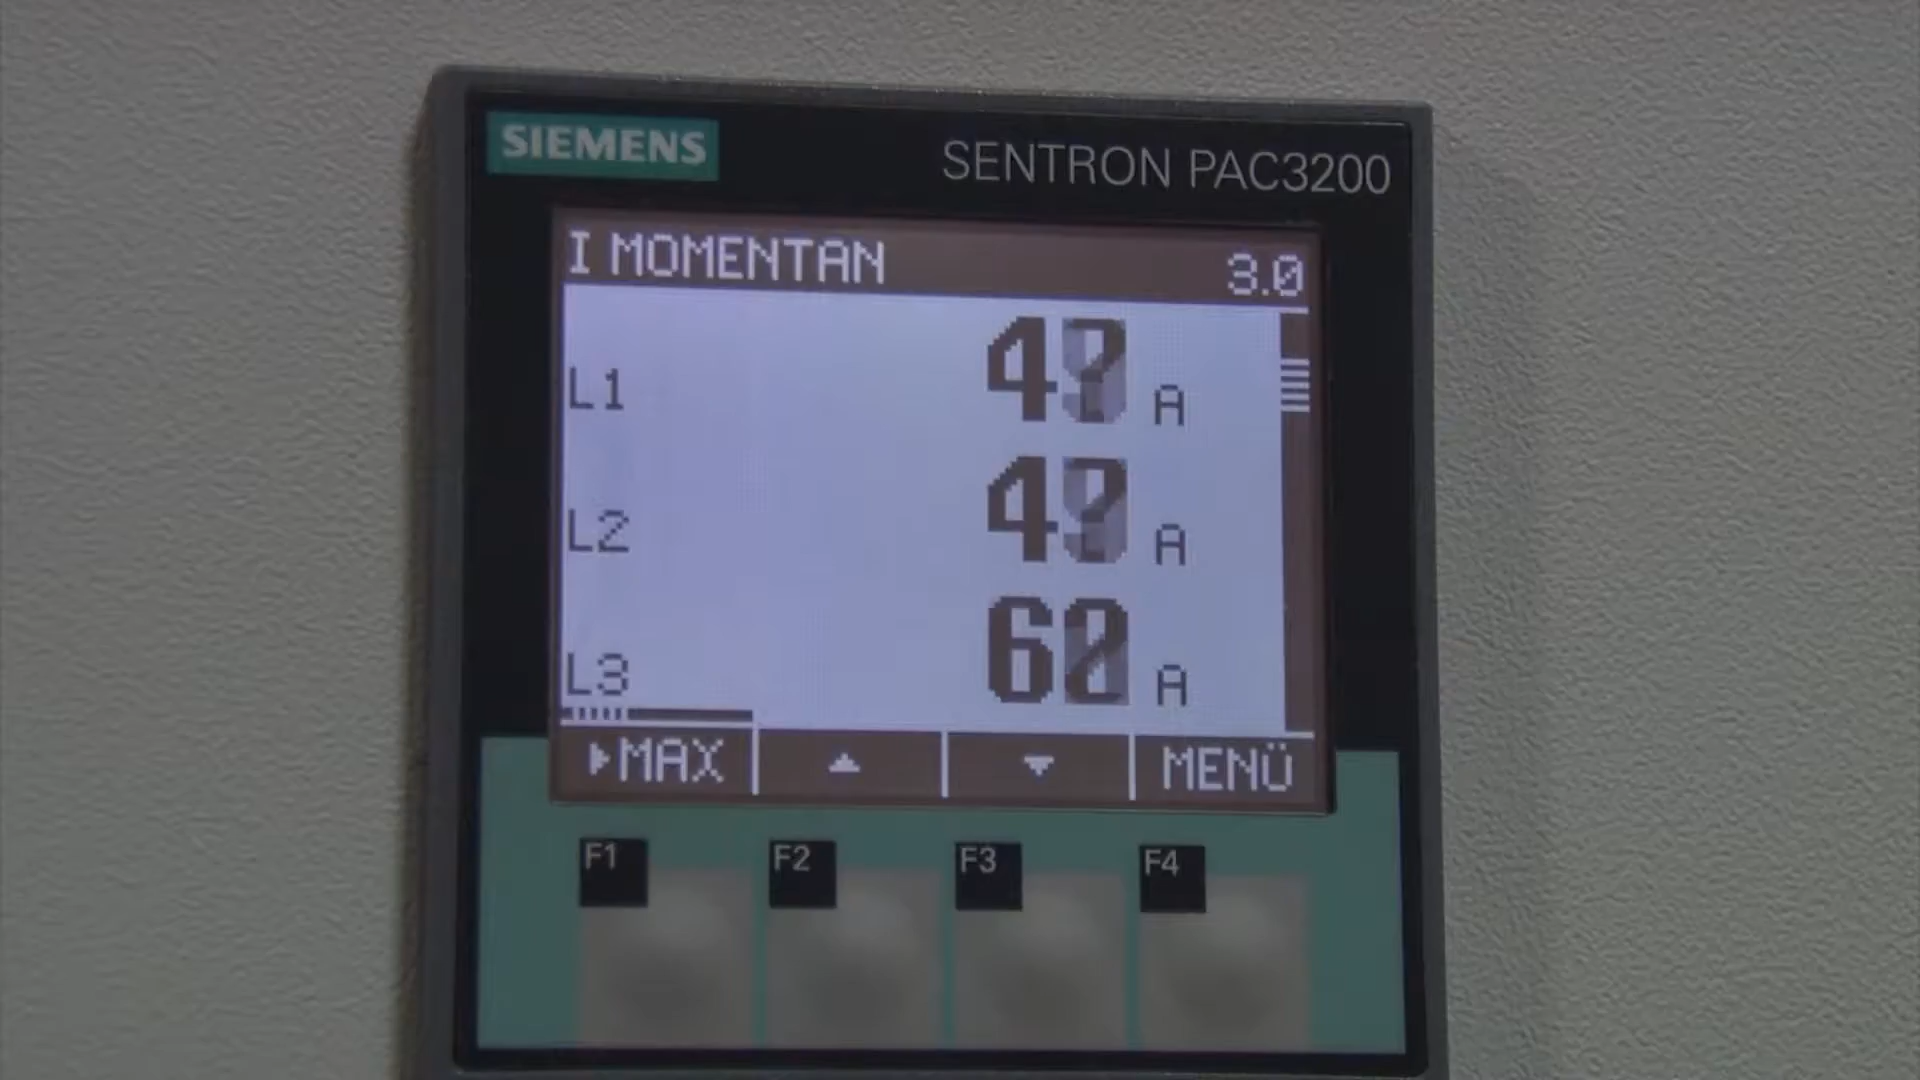 SIEMENS
SENTRON PAC3200
I MOMENTAN 3.0
L1 A
L2 A
L3 A
▸MAX ▲ ▼ MENÜ
F1 F2 F3 F4